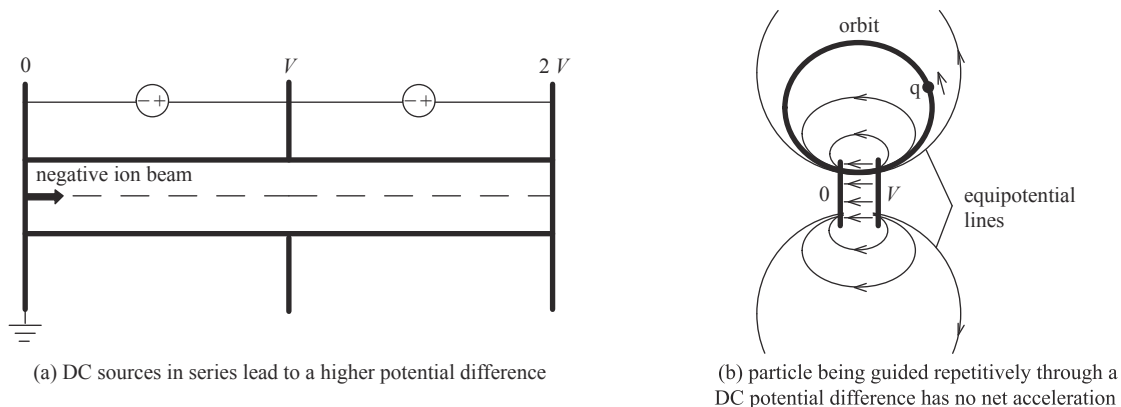 0
V
2 V
− +
− +
negative ion beam
(a) DC sources in series lead to a higher potential difference
orbit
q
0
V
equipotential
lines
(b) particle being guided repetitively through a
DC potential difference has no net acceleration